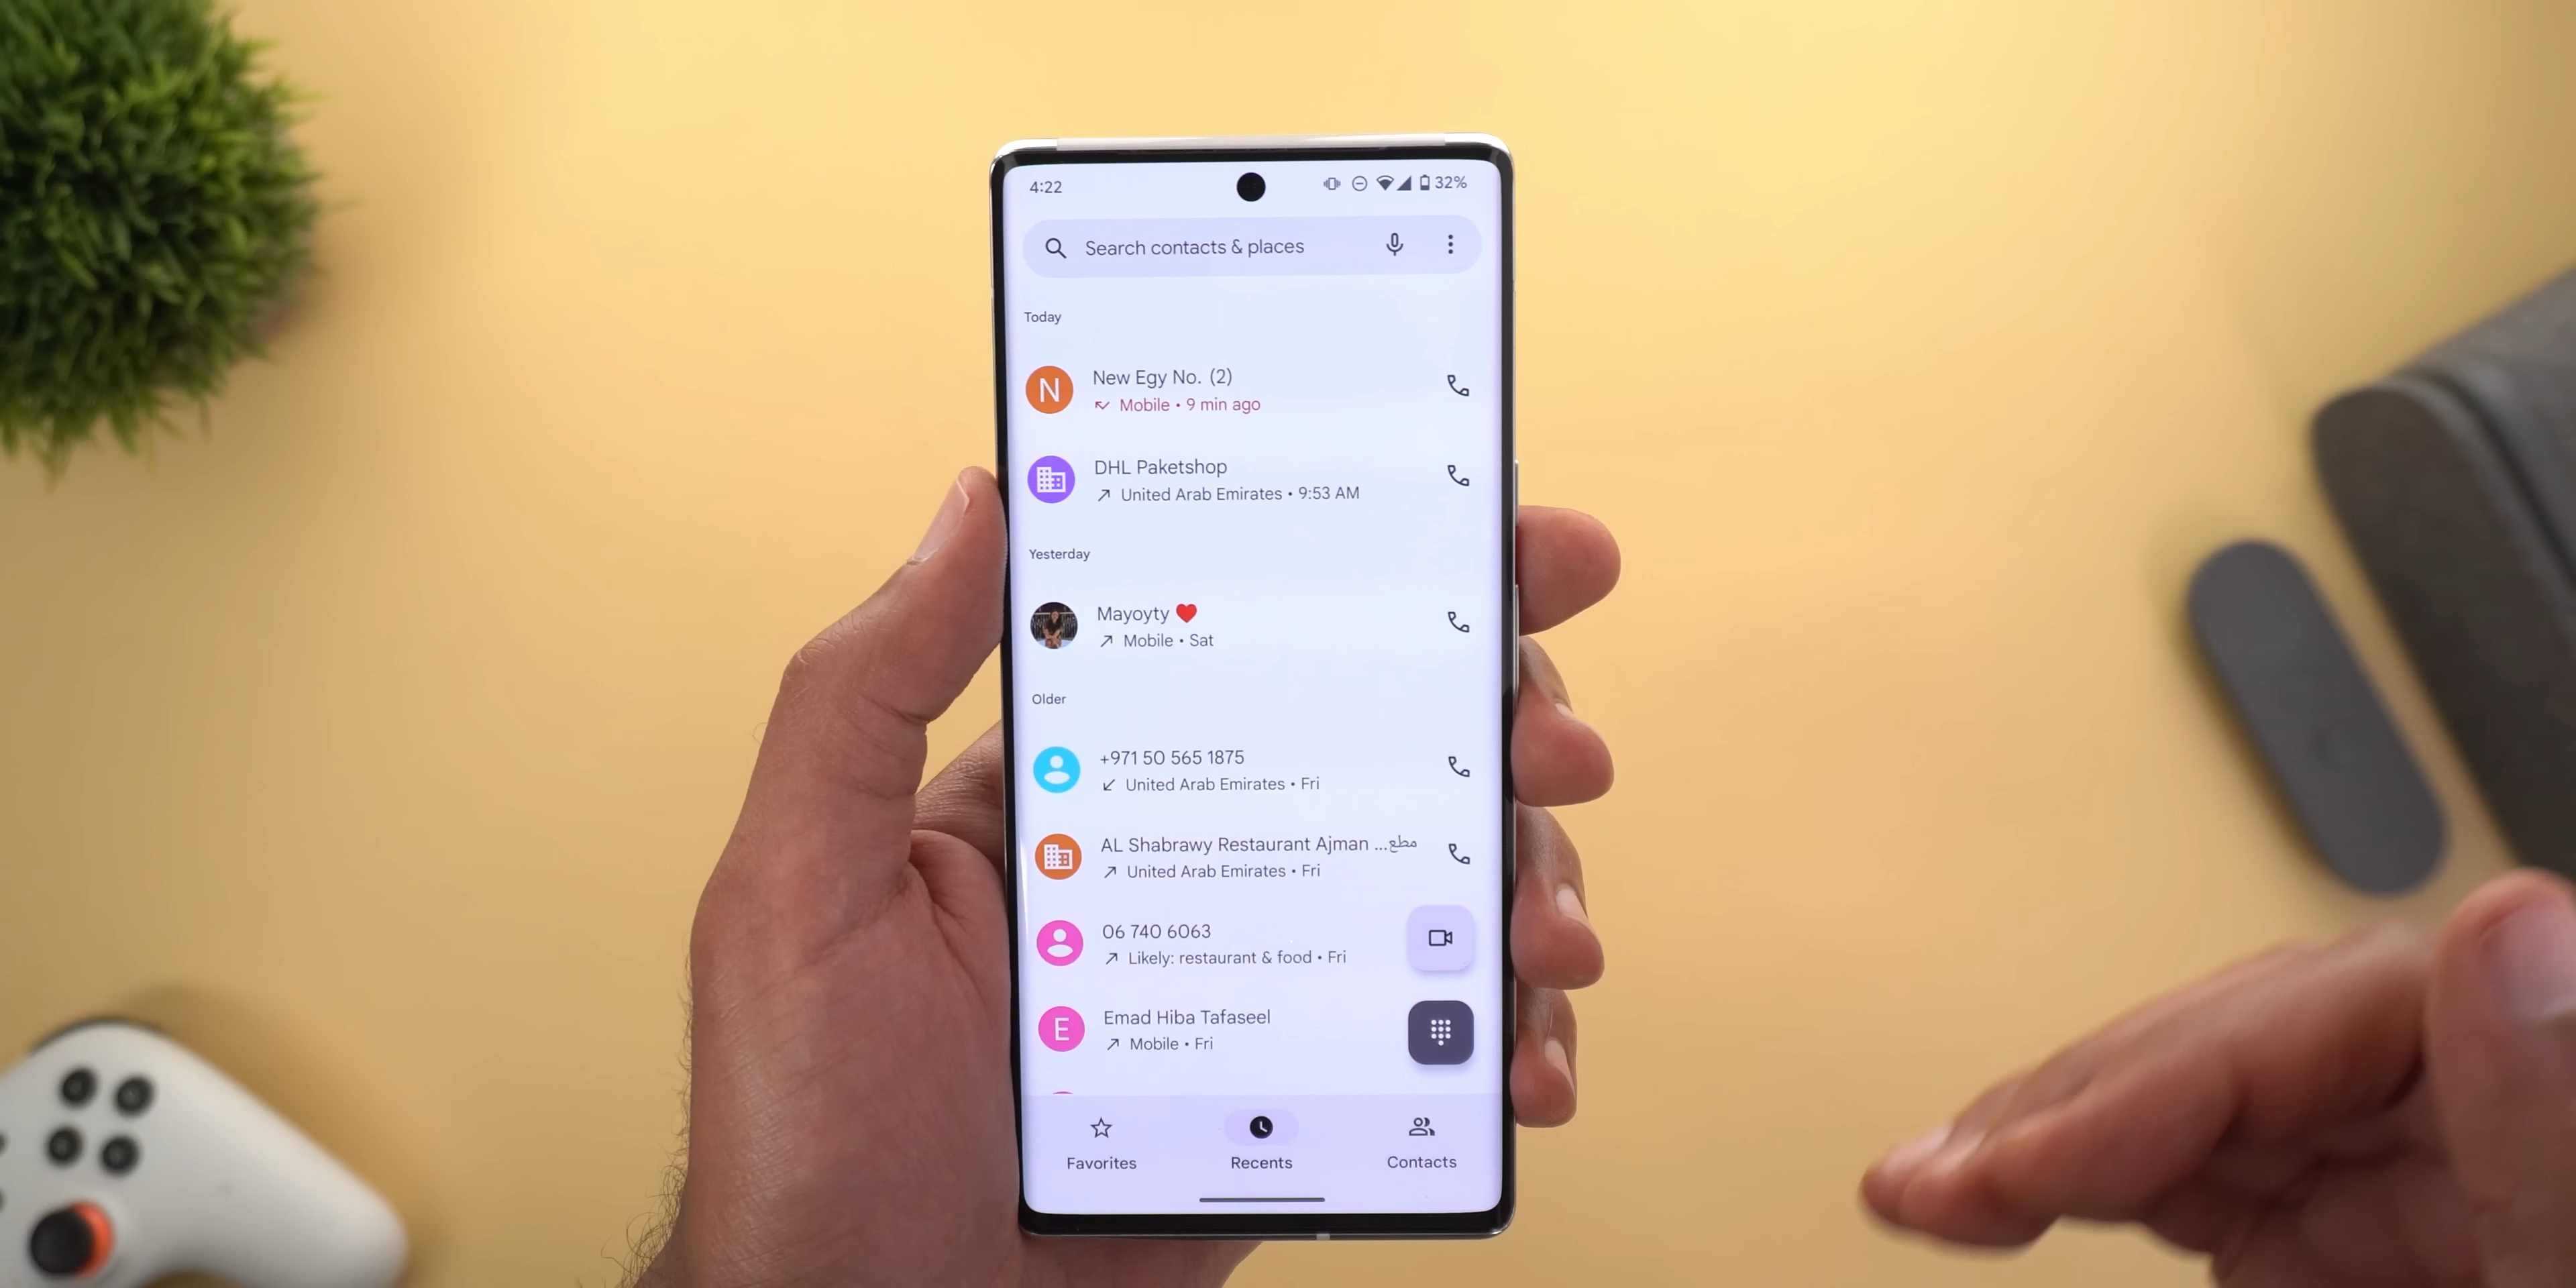 4:22
32%
Search contacts & places
Today
N
New Egy No. (2)
Mobile • 9 min ago
DHL Paketshop
United Arab Emirates • 9:53 AM
Yesterday
Mayoyty ❤️
Mobile • Sat
Older
+971 50 565 1875
United Arab Emirates • Fri
AL Shabrawy Restaurant Ajman ...مطع
United Arab Emirates • Fri
06 740 6063
Likely: restaurant & food • Fri
E
Emad Hiba Tafaseel
Mobile • Fri
Favorites
Recents
Contacts